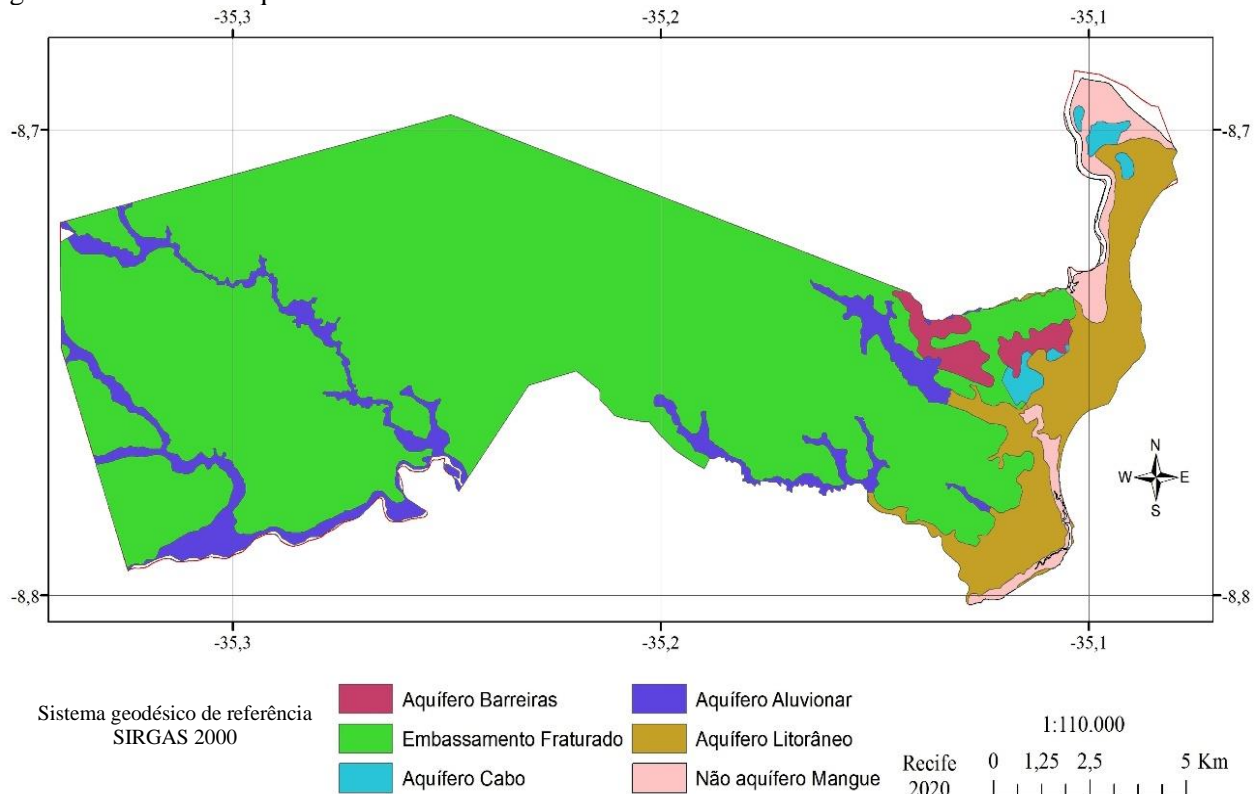 -35,3 -35,2 -35,1
-8,7 -8,7
N
W E
S
-8,8 -8,8
-35,3 -35,2 -35,1
Sistema geodésico de referência
SIRGAS 2000
Aquífero Barreiras
Embassamento Fraturado
Aquífero Cabo
Aquífero Aluvionar
Aquífero Litorâneo
Não aquífero Mangue
1:110.000
Recife
2020
0 1,25 2,5 5 Km